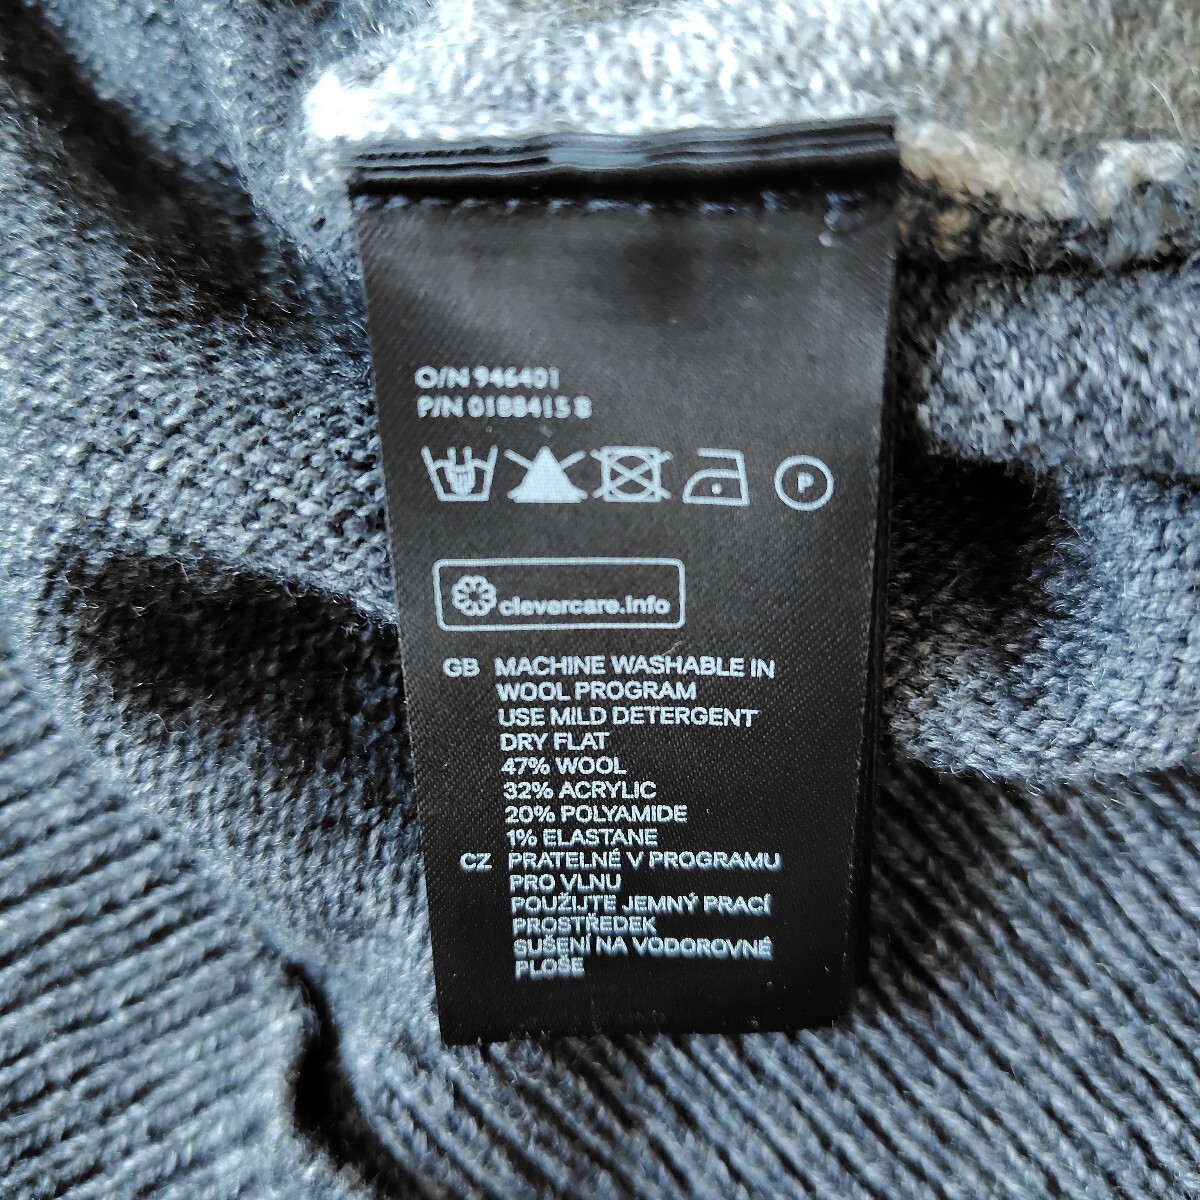 O/N 946401
P/N 0188415 8
P
clevercare.info
GB MACHINE WASHABLE IN
WOOL PROGRAM
USE MILD DETERGENT
DRY FLAT
47% WOOL
32% ACRYLIC
20% POLYAMIDE
1% ELASTANE
CZ PRATELNÉ V PROGRAMU
PRO VLNU
POUŽIJTE JEMNÝ PRACÍ
PROSTŘEDEK
SUŠENÍ NA VODOROVNÉ
PLOŠE